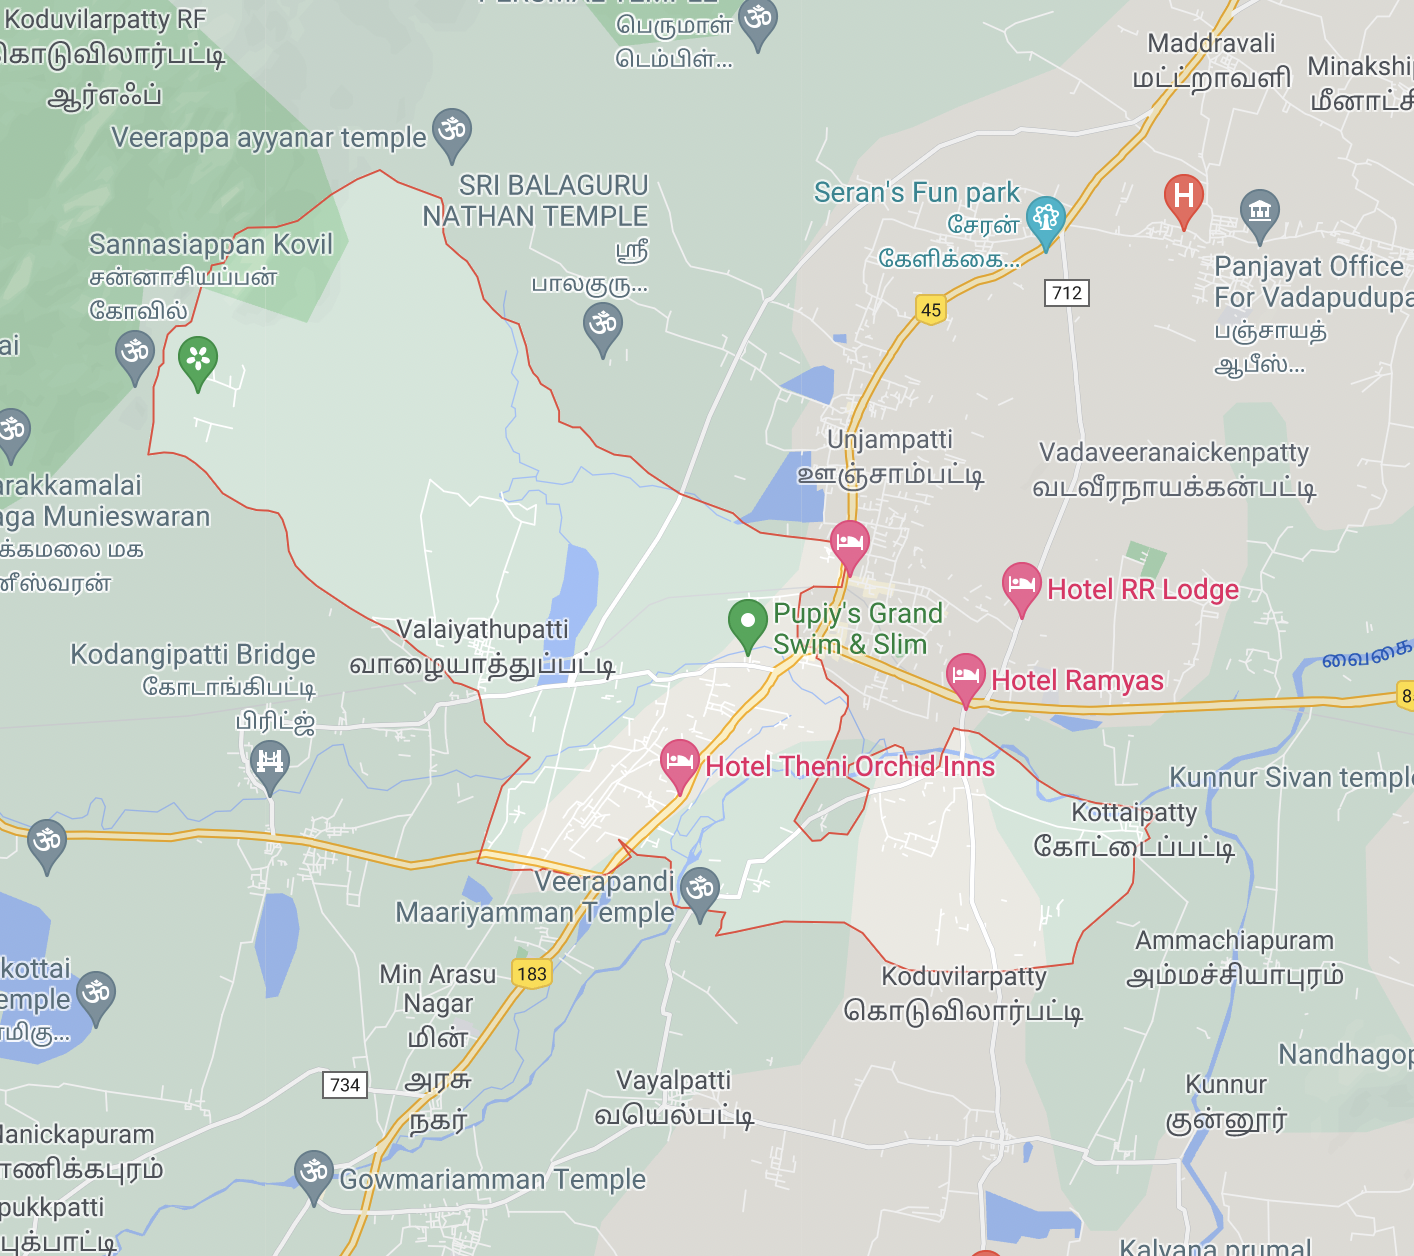 Koduvilarpatty RF
கொடுவிலார்பட்டி
ஆர்எஃப்
பெருமாள்
டெம்பிள்...
Maddravali
மட்ட்றாவளி
Minakship
மீனாட்சி
Veerappa ayyanar temple
SRI BALAGURU
NATHAN TEMPLE
ஸ்ரீ
பாலகுரு...
Seran's Fun park
சேரன்
கேளிக்கை...
H
Sannasiappan Kovil
சன்னாசியப்பன்
கோவில்
712
45
Panjayat Office
For Vadapudupa
பஞ்சாயத்
ஆபீஸ்...
ai
Unjampatti
ஊஞ்சாம்பட்டி
Vadaveeranaickenpatty
வடவீரநாயக்கன்பட்டி
arakkamalai
aga Munieswaran
க்கமலை மக
னீஸ்வரன்
Hotel RR Lodge
Pupiy's Grand
Swim & Slim
Valaiyathupatti
வாழையாத்துப்பட்டி
Kodangipatti Bridge
கோடாங்கிபட்டி
பிரிட்ஜ்
வைகை
Hotel Ramyas
8
Hotel Theni Orchid Inns
Kunnur Sivan temple
Kottaipatty
கோட்டைப்பட்டி
Veerapandi
Maariyamman Temple
Ammachiapuram
அம்மச்சியாபுரம்
kottai
emple
மிகு...
Min Arasu
Nagar
மின்
அரசு
நகர்
183
Koduvilarpatty
கொடுவிலார்பட்டி
Nandhagop
734
Vayalpatti
வயெல்பட்டி
Kunnur
குன்னூர்
Manickapuram
ாணிக்கபுரம்
Gowmariamman Temple
pukkpatti
புக்பாட்டி
Kalyana prumal